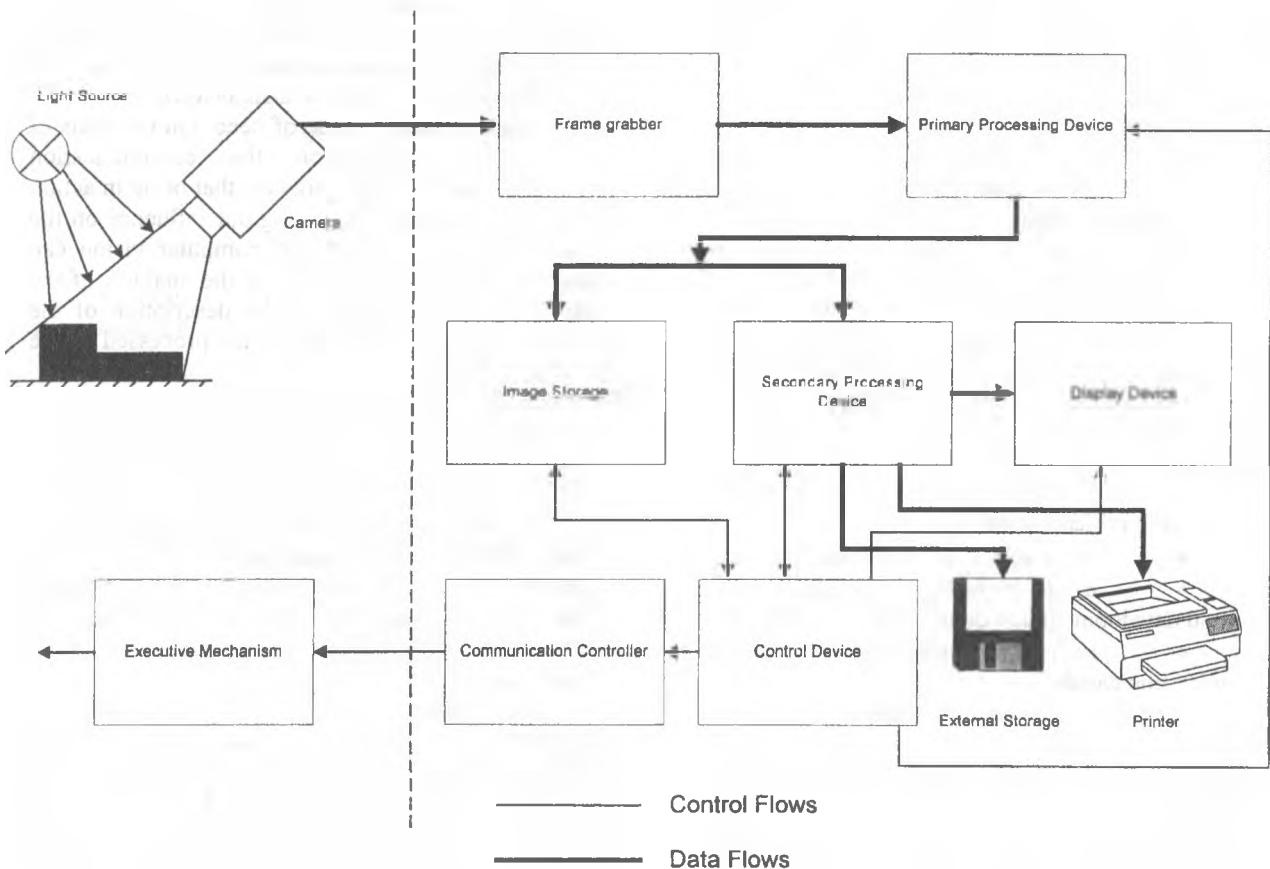 Light Source
Camera
Frame grabber
Primary Processing Device
Image Storage
Secondary Processing
Device
Display Device
Executive Mechanism
Communication Controller
Control Device
External Storage
Printer
Control Flows
Data Flows